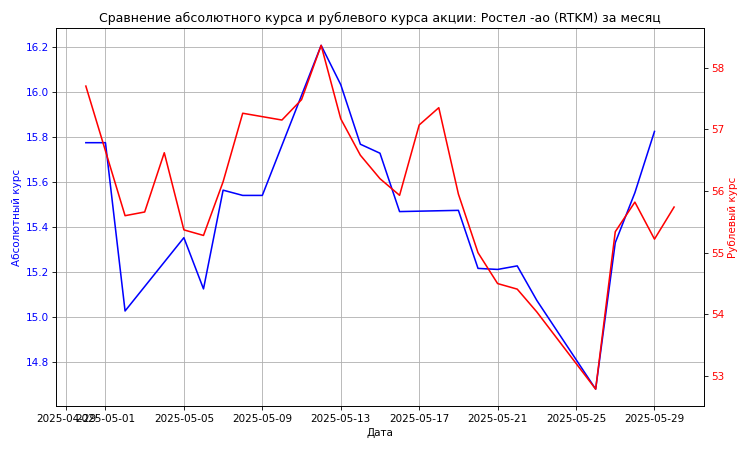 Сравнение абсолютного курса и рублевого курса акции: Ростел -ао (RTKM) за месяц
16.2
16.0
15.8
15.6
15.4
15.2
15.0
14.8
Абсолютный курс
58
57
56
55
54
53
Рублевый курс
2025-04-29 2025-05-01 2025-05-05 2025-05-09 2025-05-13 2025-05-17 2025-05-21 2025-05-25 2025-05-29
Дата